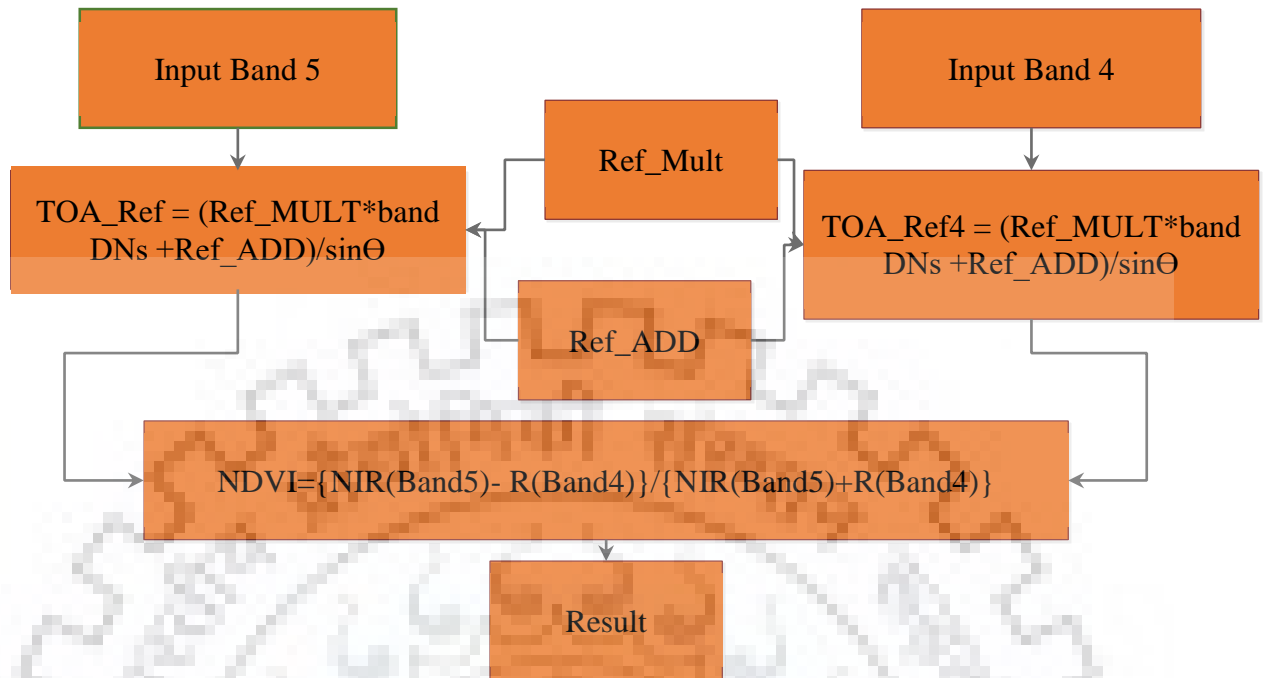 Input Band 5
Input Band 4
Ref_Mult
TOA_Ref = (Ref_MULT*band
DNs +Ref_ADD)/sinΘ
TOA_Ref4 = (Ref_MULT*band
DNs +Ref_ADD)/sinΘ
Ref_ADD
NDVI={NIR(Band5)- R(Band4)}/{NIR(Band5)+R(Band4)}
Result